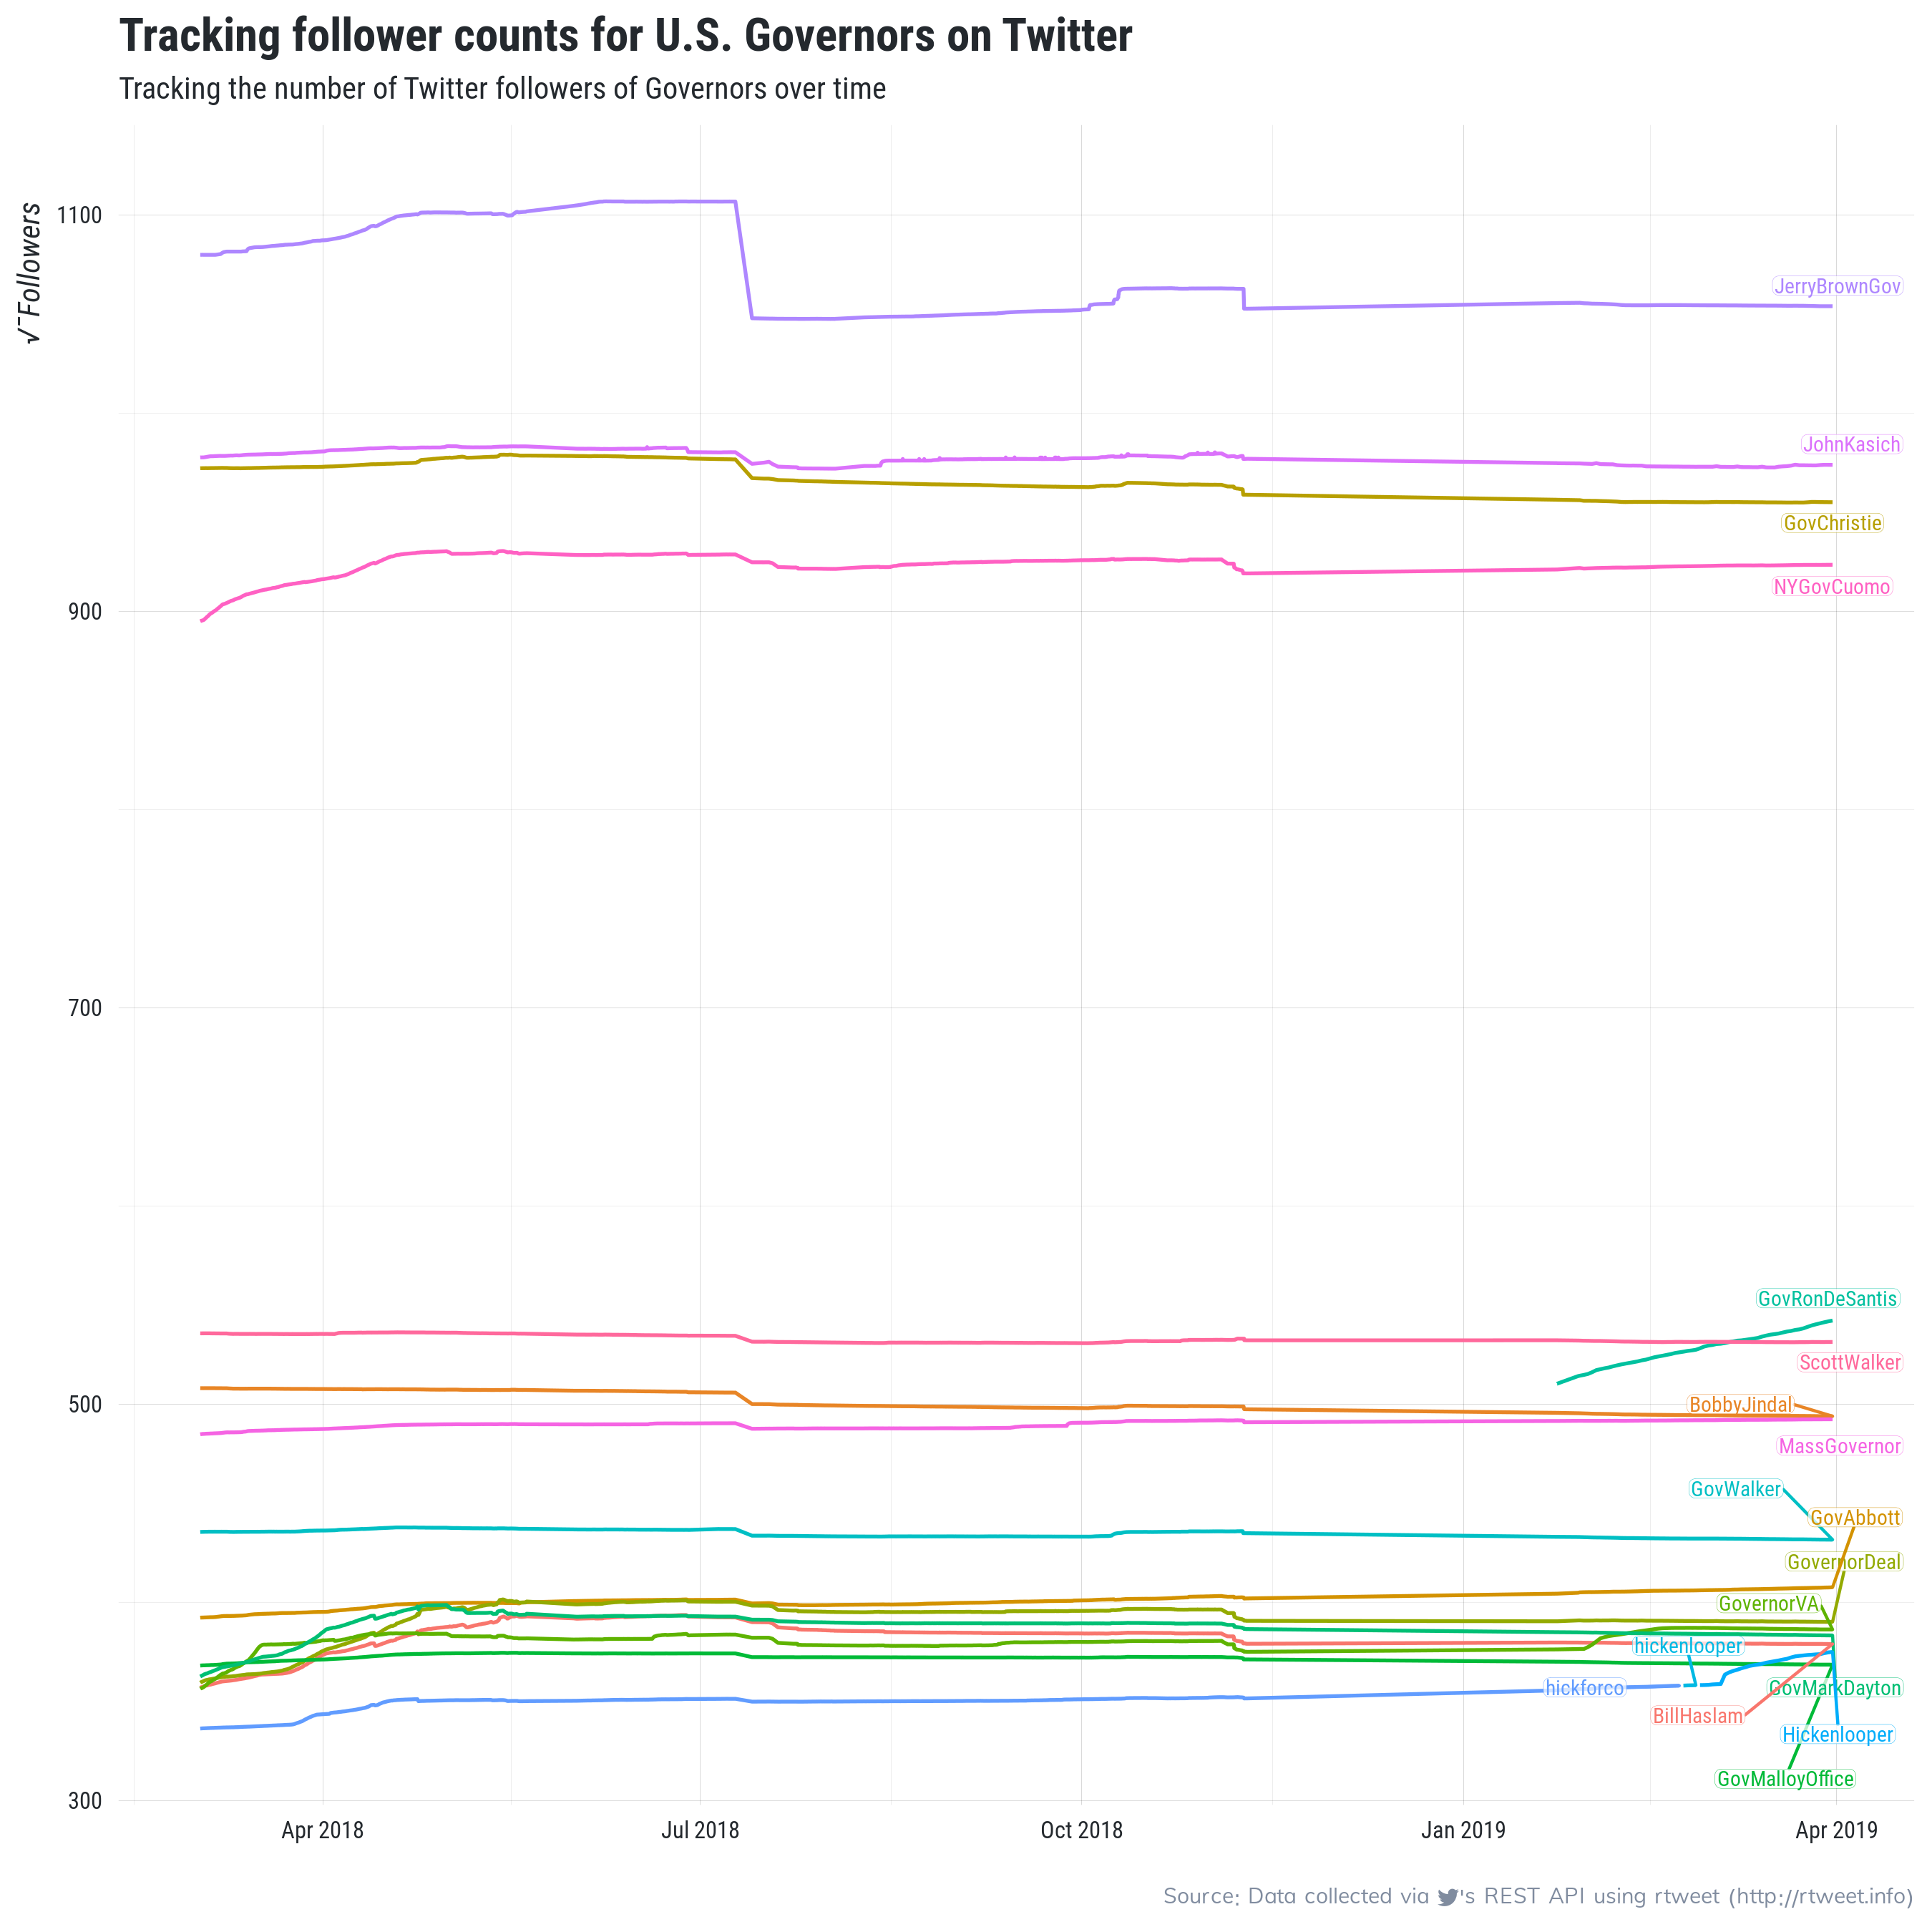 Tracking follower counts for U.S. Governors on Twitter
Tracking the number of Twitter followers of Governors over time
√‾Followers
1100
900
700
500
300
JerryBrownGov
JohnKasich
GovChristie
NYGovCuomo
GovRonDeSantis
ScottWalker
BobbyJindal
MassGovernor
GovWalker
GovAbbott
GovernorDeal
GovernorVA
hickenlooper
hickforco
GovMarkDayton
BillHaslam
Hickenlooper
GovMalloyOffice
Apr 2018
Jul 2018
Oct 2018
Jan 2019
Apr 2019
Source: Data collected via 's REST API using rtweet (http://rtweet.info)